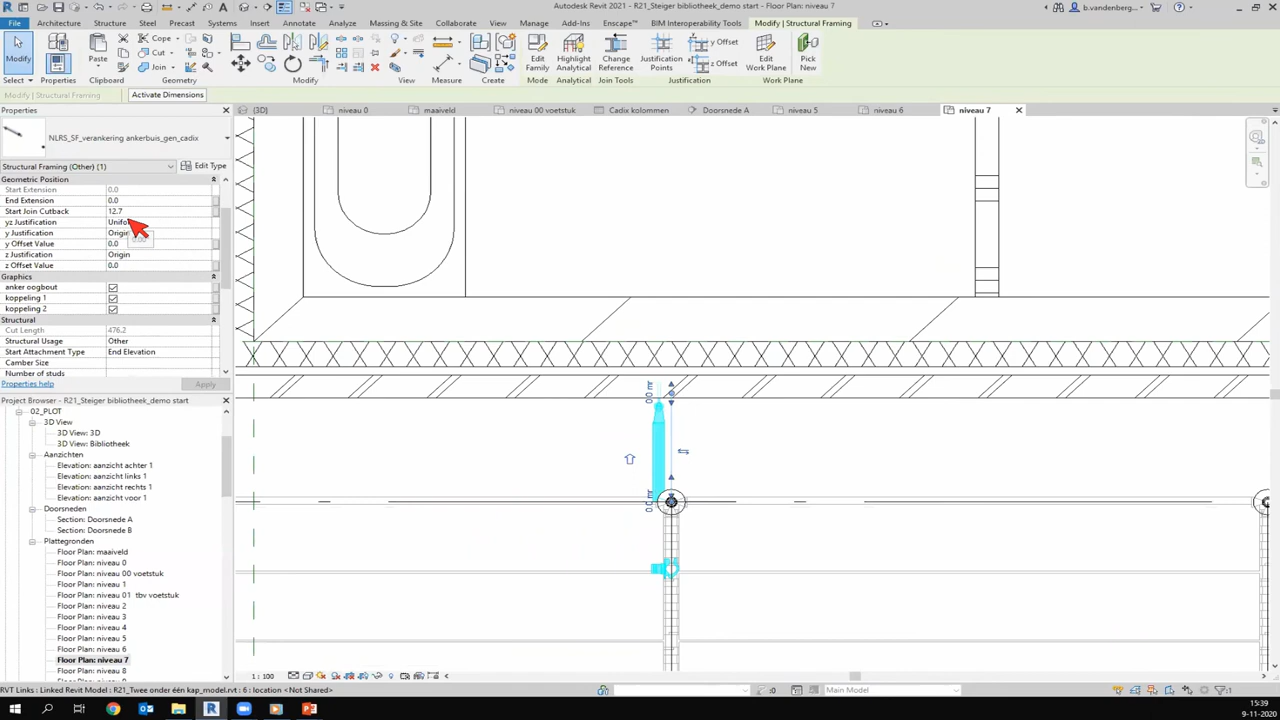 Autodesk Revit 2021 - R21_Steiger bibliotheek_demo start - Floor Plan: niveau 7
b.vandenberg...
File Architecture Structure Steel Precast Systems Insert Annotate Analyze Massing & Site Collaborate View Manage Add-Ins Enscape™ BIM Interoperability Tools Modify | Structural Framing
Modify Paste Cope Cut Join Edit Family Highlight Analytical Change Reference Justification Points y Offset z Offset Edit Work Plane Pick New
Select Properties Clipboard Geometry Modify View Measure Create Mode Analytical Join Tools Justification Work Plane
Modify | Structural Framing Activate Dimensions
Properties
{3D} niveau 0 maaiveld niveau 00 voetstuk Cadix kolommen Doorsnede A niveau 5 niveau 6 niveau 7
NLRS_SF_verankering ankerbuis_gen_cadix
Structural Framing (Other) (1) Edit Type
Geometric Position
Start Extension 0.0
End Extension 0.0
Start Join Cutback 12.7
yz Justification Unifo
y Justification Origin
y Offset Value 0.0
z Justification Origin
z Offset Value 0.0
Graphics
anker oogbout
koppeling 1
koppeling 2
Structural
Cut Length 476.2
Structural Usage Other
Start Attachment Type End Elevation
Camber Size
Number of studs
Properties help Apply
Project Browser - R21_Steiger bibliotheek_demo start
02_PLOT
3D View
3D View: 3D
3D View: Bibliotheek
Aanzichten
Elevation: aanzicht achter 1
Elevation: aanzicht links 1
Elevation: aanzicht rechts 1
Elevation: aanzicht voor 1
Doorsneden
Section: Doorsnede A
Section: Doorsnede B
Plattegronden
Floor Plan: maaiveld
Floor Plan: niveau 0
Floor Plan: niveau 00 voetstuk
Floor Plan: niveau 1
Floor Plan: niveau 01 tbv voetstuk
Floor Plan: niveau 2
Floor Plan: niveau 3
Floor Plan: niveau 4
Floor Plan: niveau 5
Floor Plan: niveau 6
Floor Plan: niveau 7
Floor Plan: niveau 8
1 : 100
RVT Links : Linked Revit Model : R21_Twee onder één kap_model.rvt : 6 : location <Not Shared>
:0 Main Model :1
15:39
9-11-2020